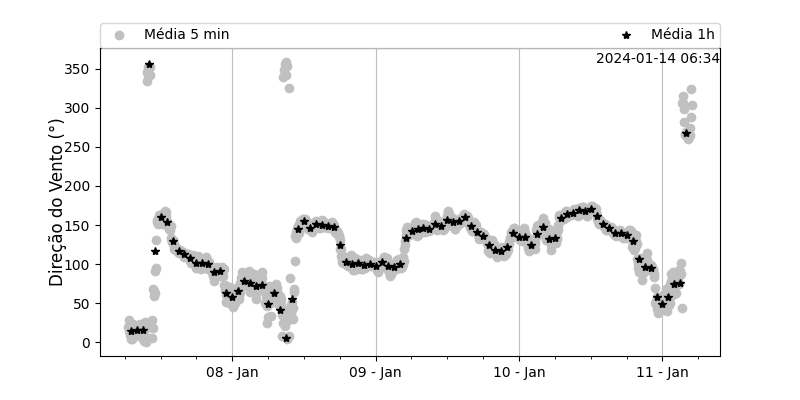 Média 5 min
Média 1h
2024-01-14 06:34
Direção do Vento (°)
350
300
250
200
150
100
50
0
08 - Jan
09 - Jan
10 - Jan
11 - Jan